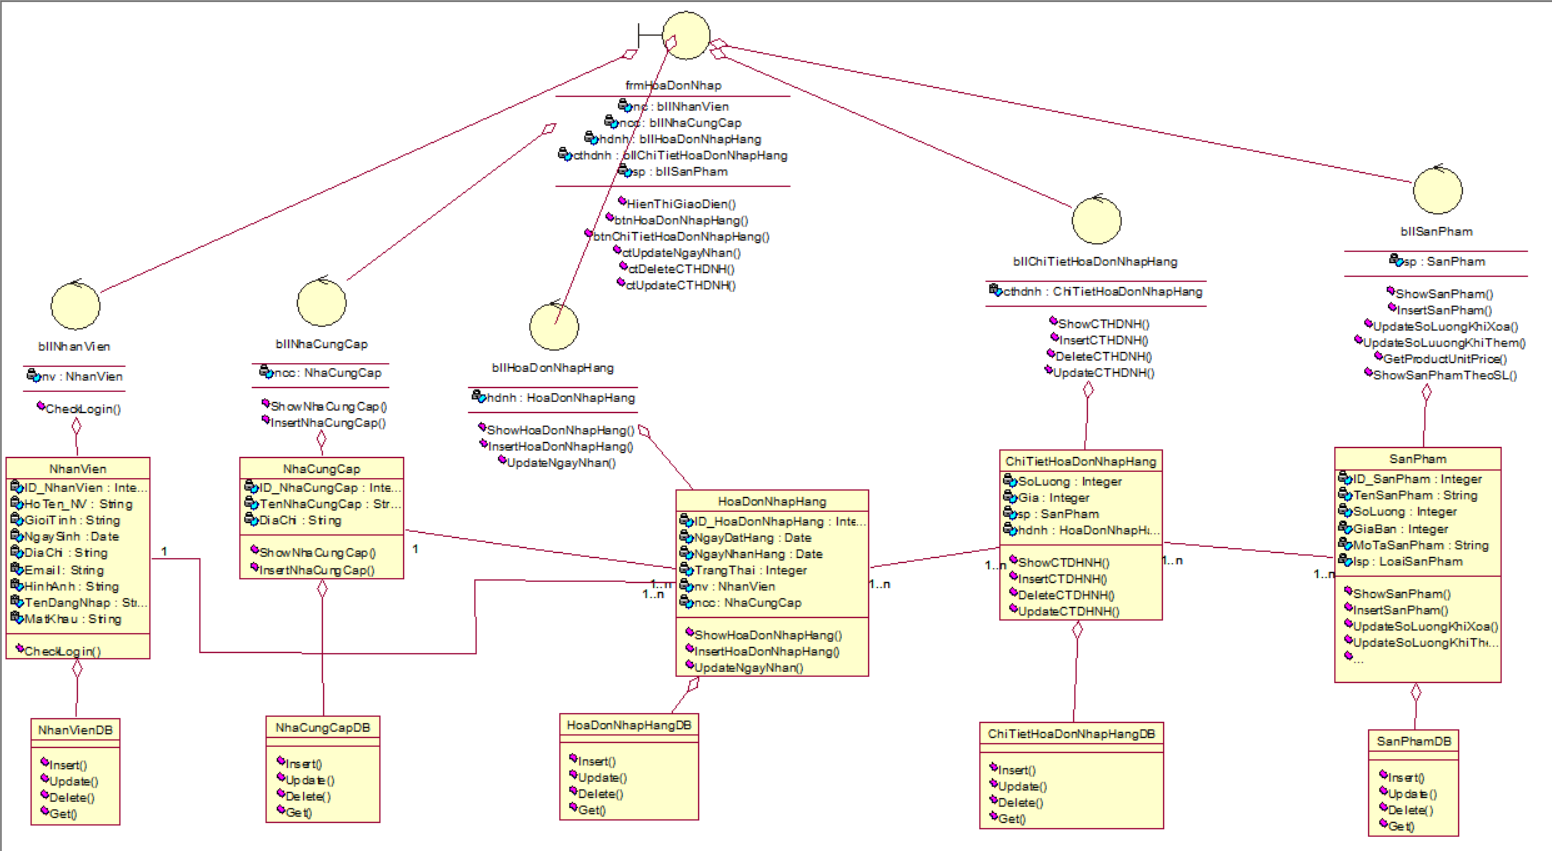 frmHoaDonNhap
nc : bllNhanVien
ncc : bllNhaCungCap
hdnh : bllHoaDonNhapHang
cthdnh : bllChiTietHoaDonNhapHang
sp : bllSanPham
HienThiGiaoDien()
btnHoaDonNhapHang()
btnChiTietHoaDonNhapHang()
ctUpdateNgayNhan()
ctDeleteCTHDNH()
ctUpdateCTHDNH()
bllNhanVien
nv : NhanVien
CheckLogin()
bllNhaCungCap
ncc : NhaCungCap
ShowNhaCungCap()
InsertNhaCungCap()
bllHoaDonNhapHang
hdnh : HoaDonNhapHang
ShowHoaDonNhapHang()
InsertHoaDonNhapHang()
UpdateNgayNhan()
bllChiTietHoaDonNhapHang
cthdnh : ChiTietHoaDonNhapHang
ShowCTHDNH()
InsertCTHDNH()
DeleteCTHDNH()
UpdateCTHDNH()
bllSanPham
sp : SanPham
ShowSanPham()
InsertSanPham()
UpdateSoLuongKhiXoa()
UpdateSoLuuongKhiThem()
GetProductUnitPrice()
ShowSanPhamTheoSL()
NhanVien
ID_NhanVien : Inte...
HoTen_NV : String
GioiTinh : String
NgaySinh : Date
DiaChi : String
Email : String
HinhAnh : String
TenDangNhap : Stri...
MatKhau : String
CheckLogin()
1
NhaCungCap
ID_NhaCungCap : Inte...
TenNhaCungCap : Str...
DiaChi : String
ShowNhaCungCap()
InsertNhaCungCap()
1
HoaDonNhapHang
ID_HoaDonNhapHang : Inte...
NgayDatHang : Date
NgayNhanHang : Date
TrangThai : Integer
nv : NhanVien
ncc : NhaCungCap
ShowHoaDonNhapHang()
InsertHoaDonNhapHang()
UpdateNgayNhan()
1..n
1..n
1..n
ChiTietHoaDonNhapHang
SoLuong : Integer
Gia : Integer
sp : SanPham
hdnh : HoaDonNhapH...
ShowCTDHNH()
InsertCTDHNH()
DeleteCTDHNH()
UpdateCTDHNH()
1..n
1..n
SanPham
ID_SanPham : Integer
TenSanPham : String
SoLuong : Integer
GiaBan : Integer
MoTaSanPham : String
lsp : LoaiSanPham
ShowSanPham()
InsertSanPham()
UpdateSoLuongKhiXoa()
UpdateSoLuongKhiThe...
...
1..n
NhanVienDB
Insert()
Update()
Delete()
Get()
NhaCungCapDB
Insert()
Update()
Delete()
Get()
HoaDonNhapHangDB
Insert()
Update()
Delete()
Get()
ChiTietHoaDonNhapHangDB
Insert()
Update()
Delete()
Get()
SanPhamDB
Insert()
Update()
Delete()
Get()